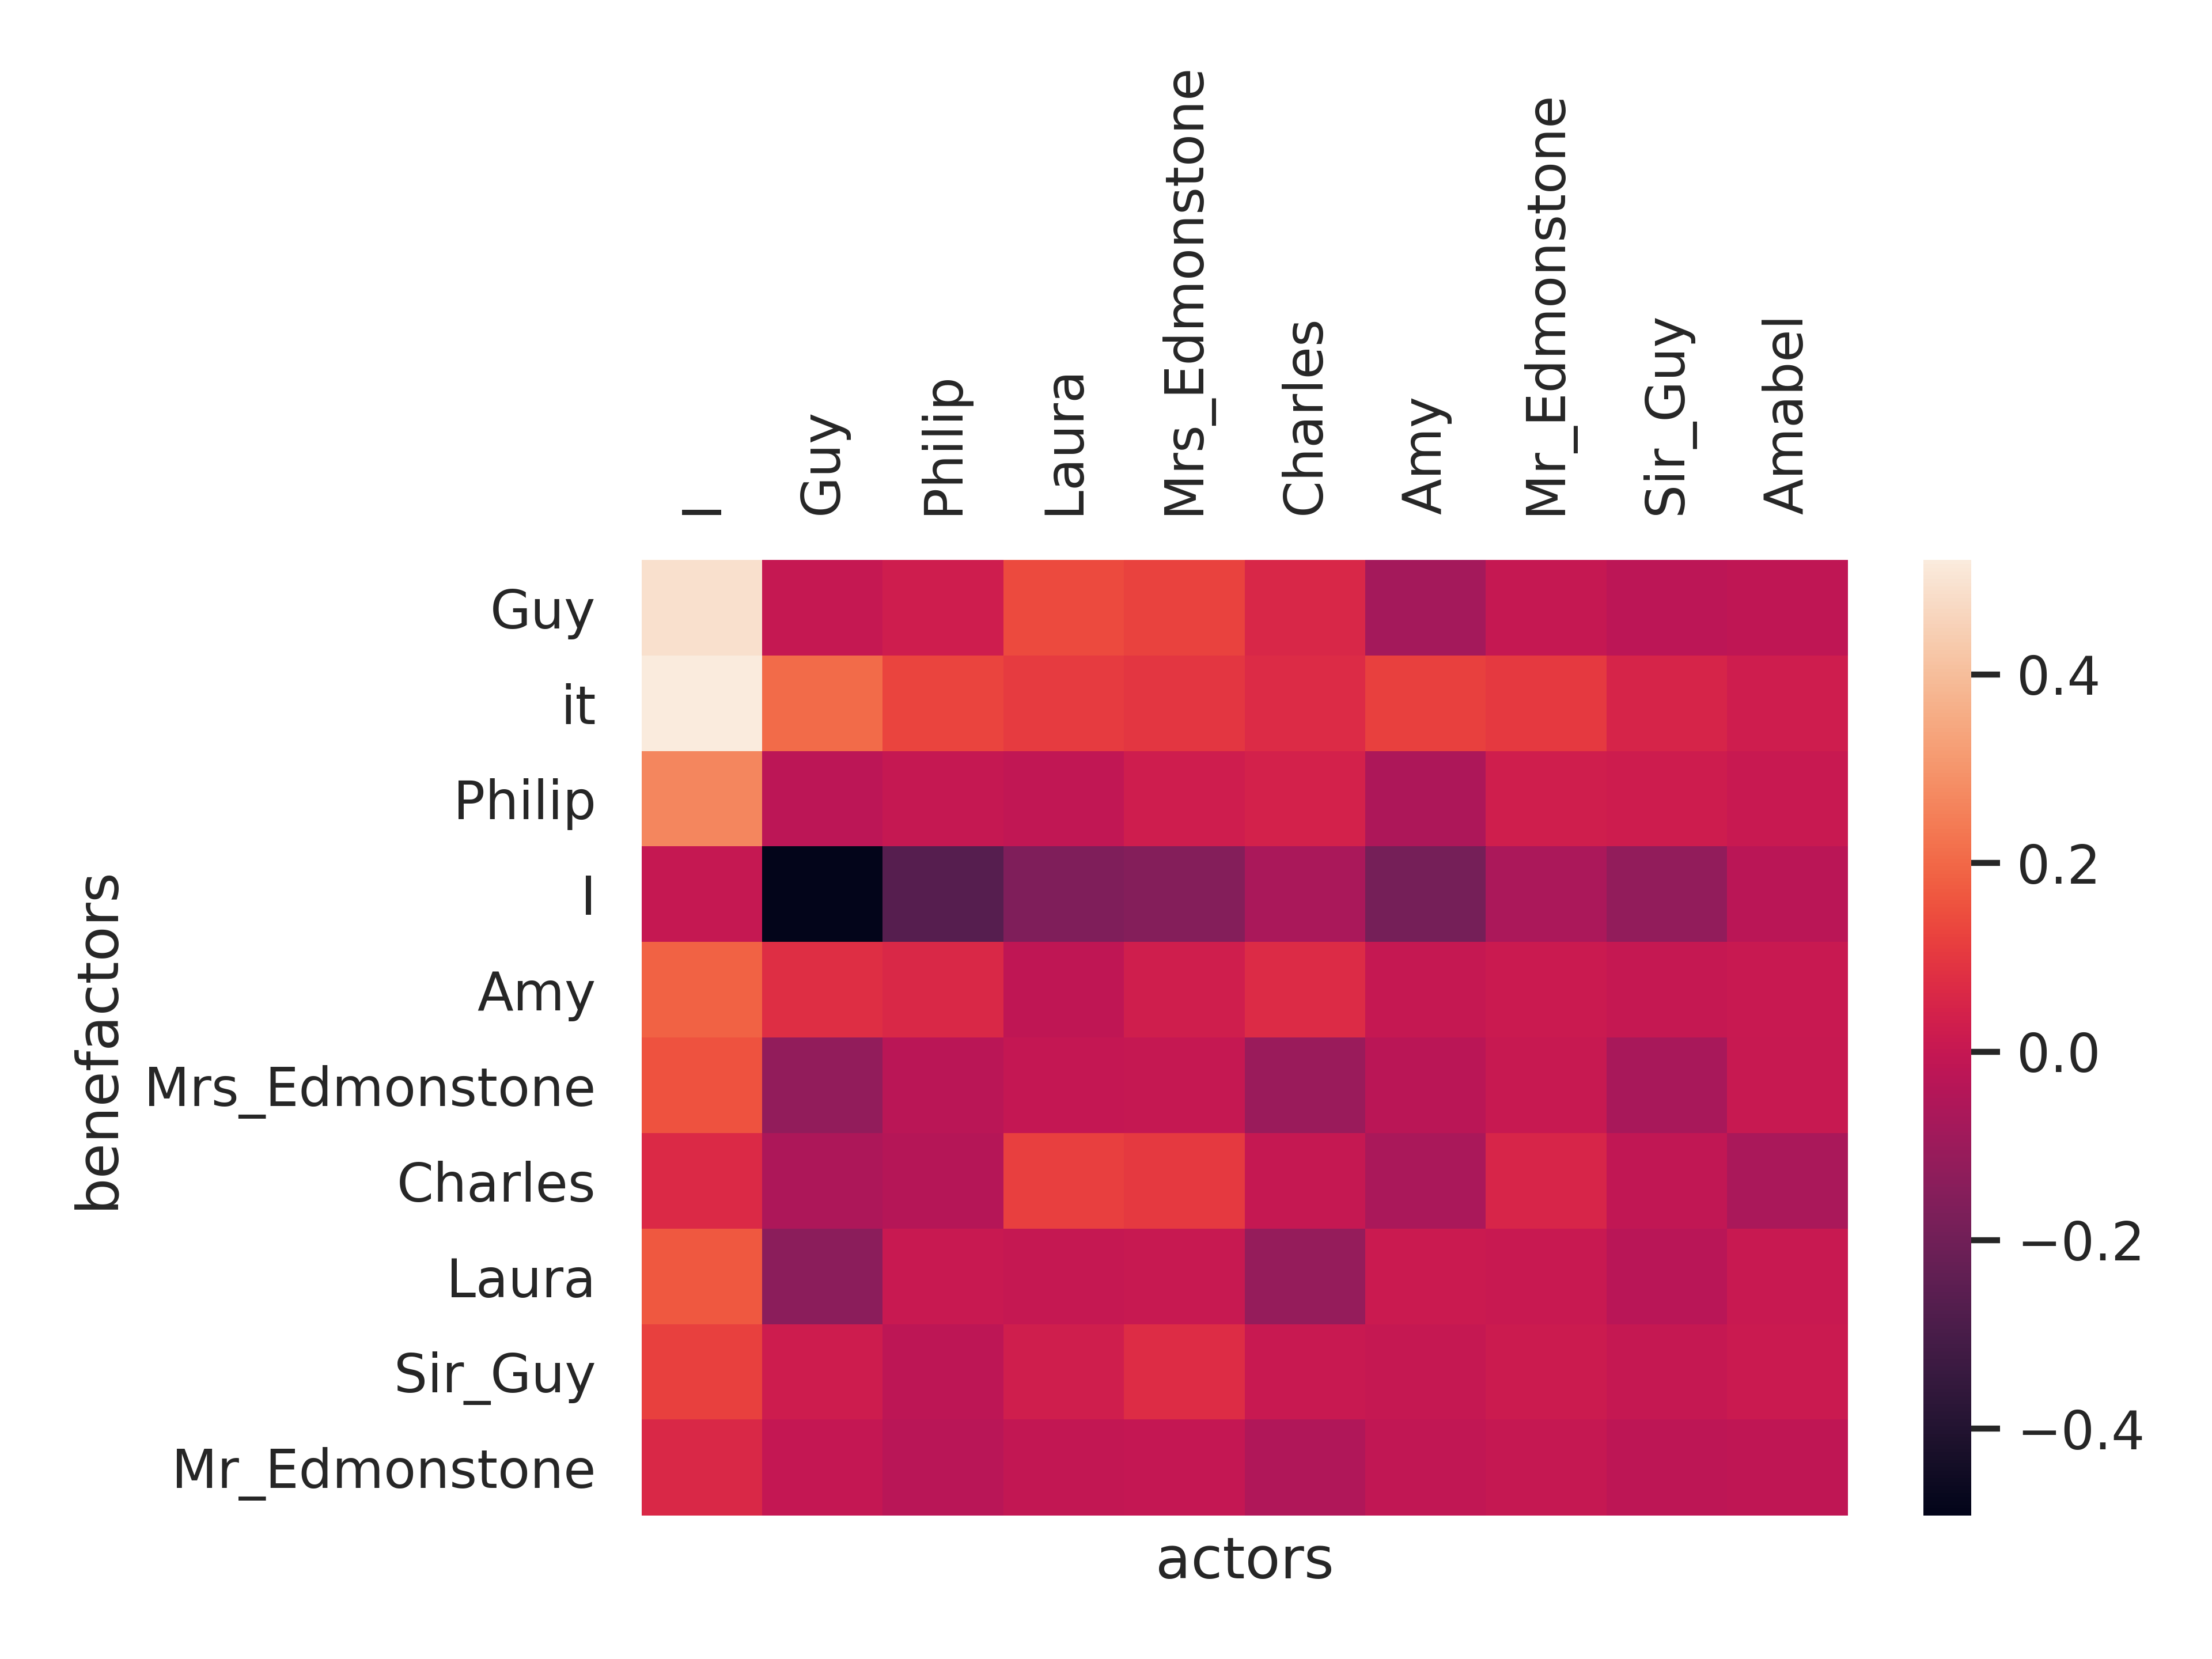 I
Guy
Philip
Laura
Mrs_Edmonstone
Charles
Amy
Mr_Edmonstone
Sir_Guy
Amabel
benefactors
Guy
it
Philip
I
Amy
Mrs_Edmonstone
Charles
Laura
Sir_Guy
Mr_Edmonstone
actors
0.4
0.2
0.0
−0.2
−0.4